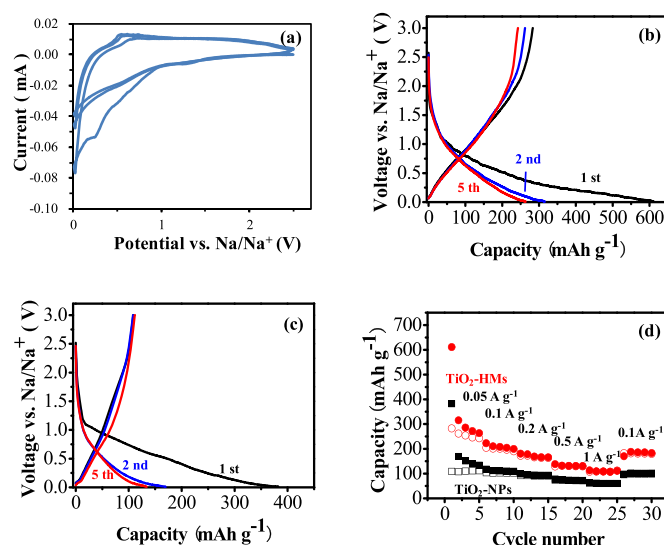 (a)
0.02
0.00
-0.02
-0.04
-0.06
-0.08
-0.10
0 1 2 3
Current ( mA)
Potential vs. Na/Na⁺ (V)
(b)
3.0
2.5
2.0
1.5
1.0
0.5
0.0
0 100 200 300 400 500 600
Voltage vs. Na/Na⁺ ( V)
Capacity (mAh g⁻¹)
2 nd
1 st
5 th
(c)
3.0
2.5
2.0
1.5
1.0
0.5
0.0
0 100 200 300 400
Voltage vs. Na/Na⁺ ( V)
Capacity (mAh g⁻¹)
2 nd
1 st
5 th
(d)
700
600
500
400
300
200
100
0
0 5 10 15 20 25 30
Capacity (mAh g⁻¹)
Cycle number
TiO₂-HMs
0.05 A g⁻¹
0.1 A g⁻¹
0.2 A g⁻¹
0.5 A g⁻¹
1 A g⁻¹
0.1A g⁻¹
TiO₂-NPs